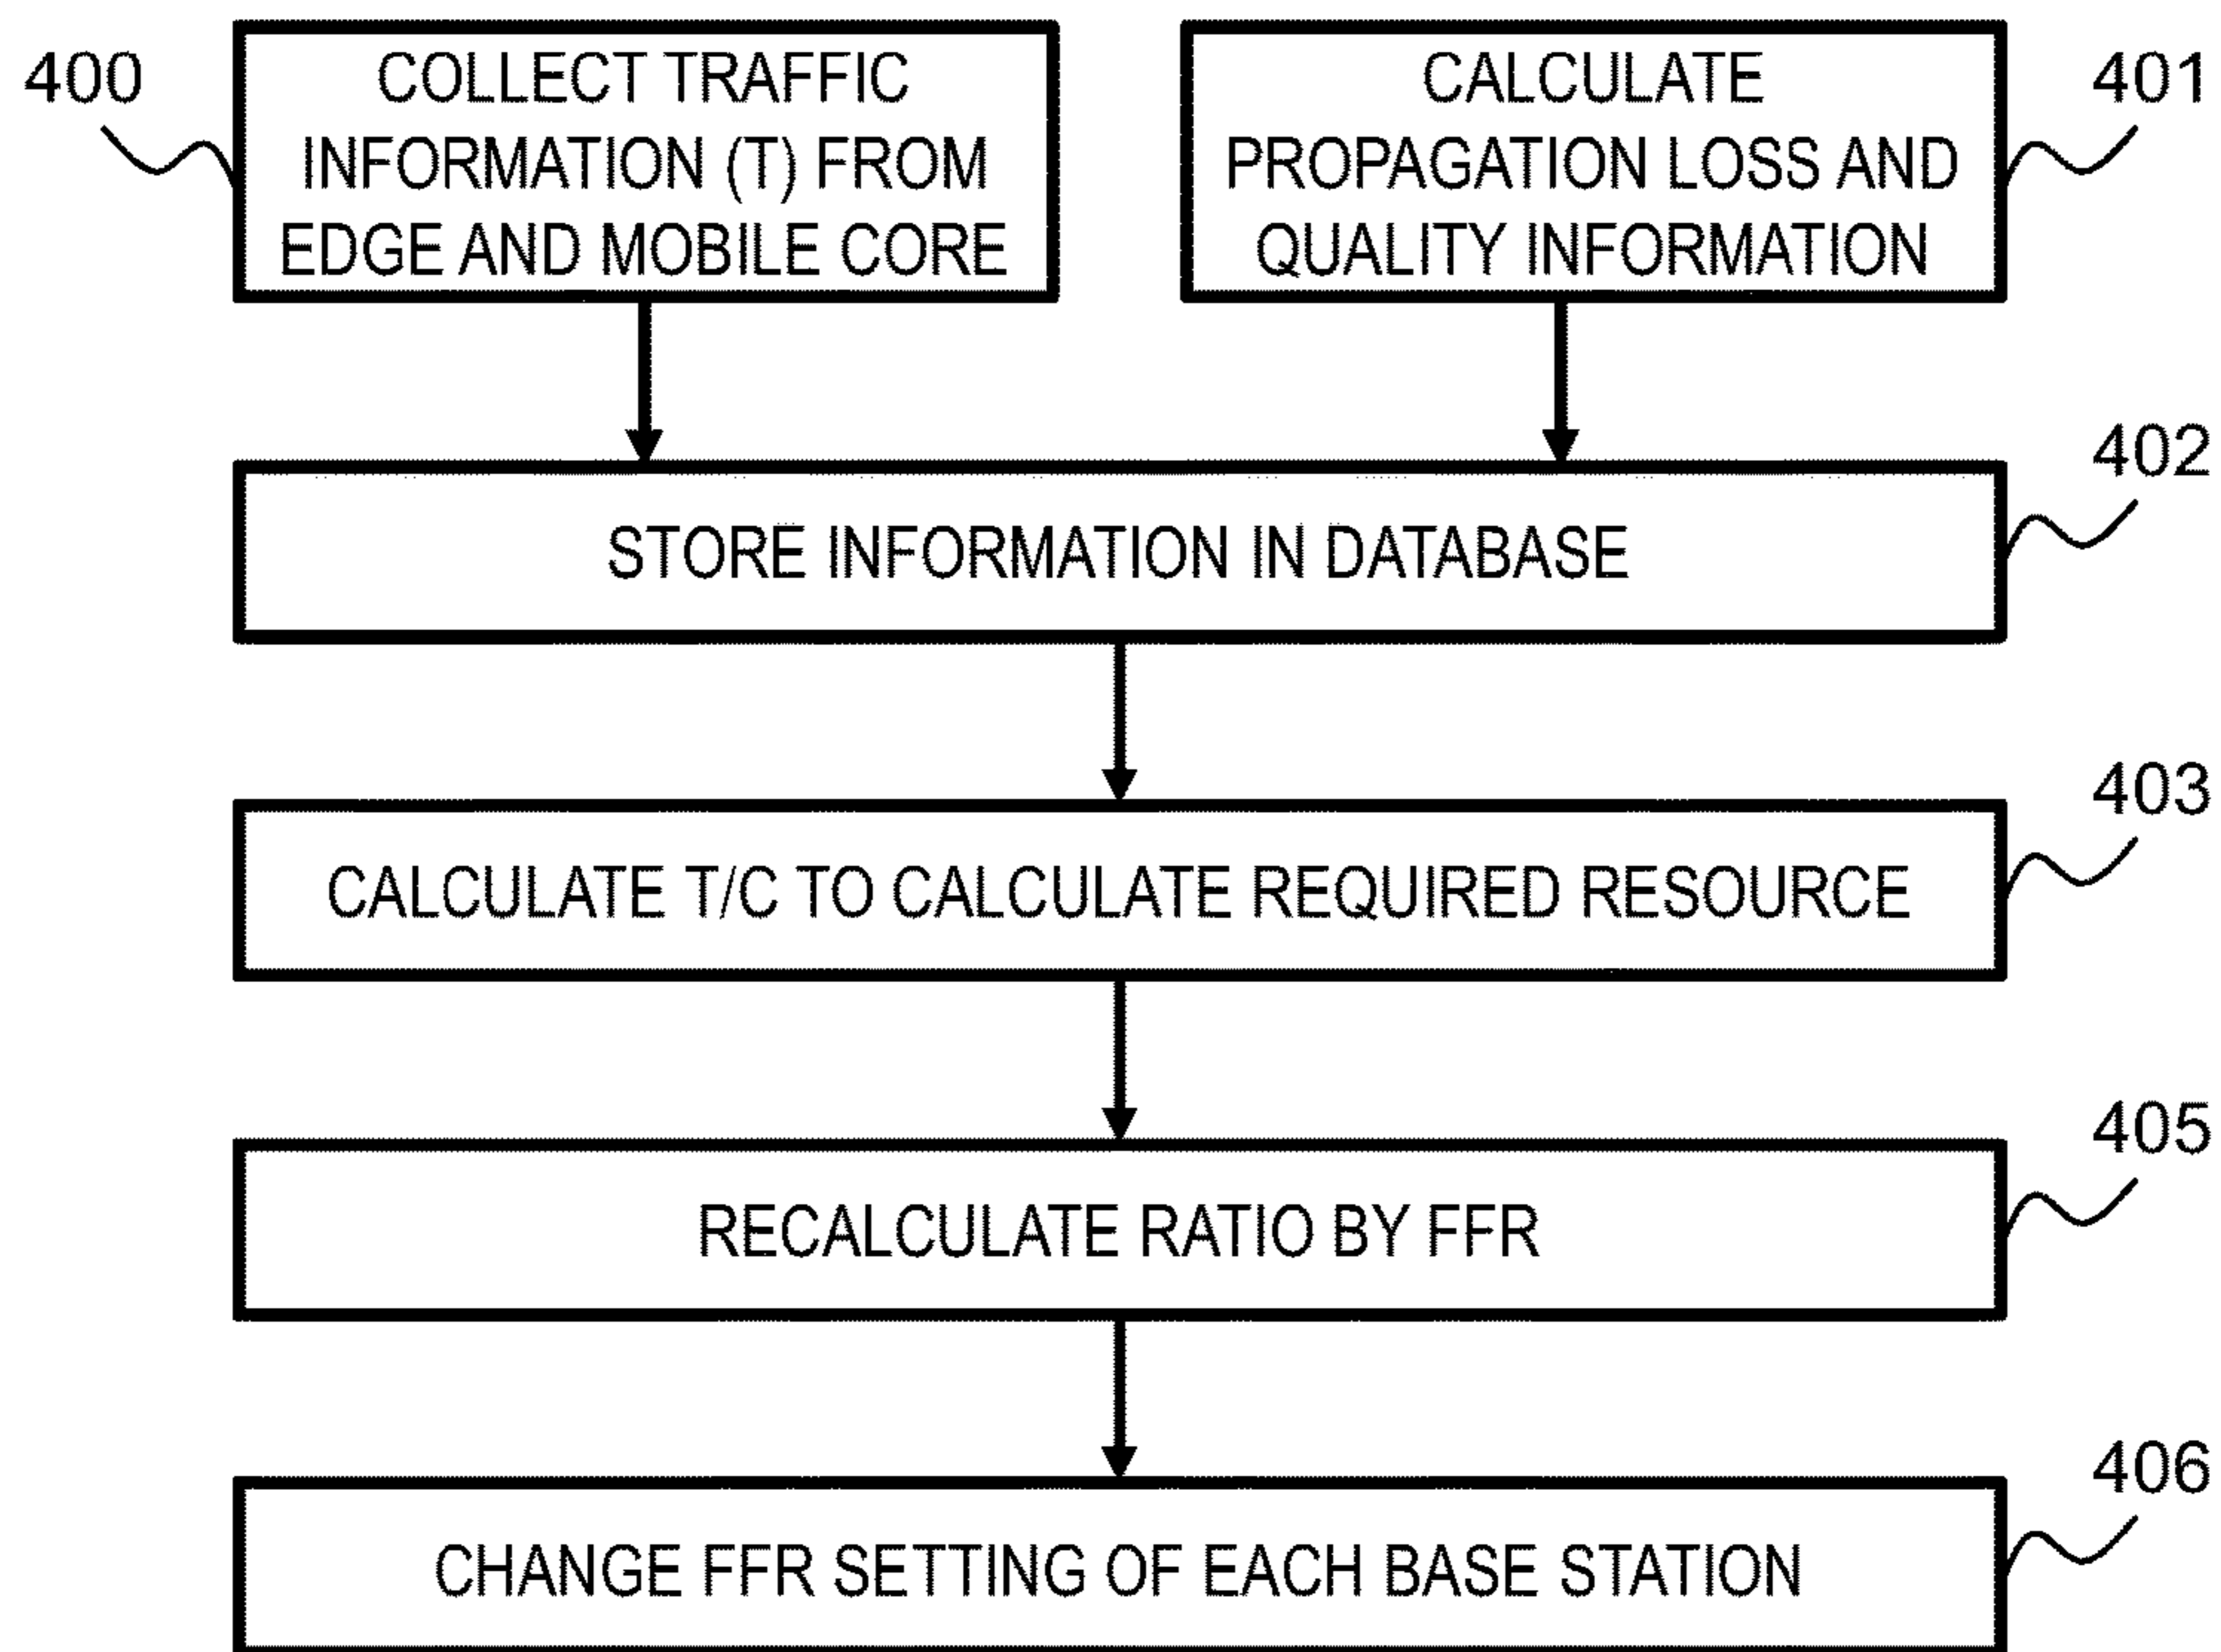 400
COLLECT TRAFFIC
INFORMATION (T) FROM
EDGE AND MOBILE CORE
CALCULATE
PROPAGATION LOSS AND
QUALITY INFORMATION
401
STORE INFORMATION IN DATABASE
402
CALCULATE T/C TO CALCULATE REQUIRED RESOURCE
403
RECALCULATE RATIO BY FFR
405
CHANGE FFR SETTING OF EACH BASE STATION
406